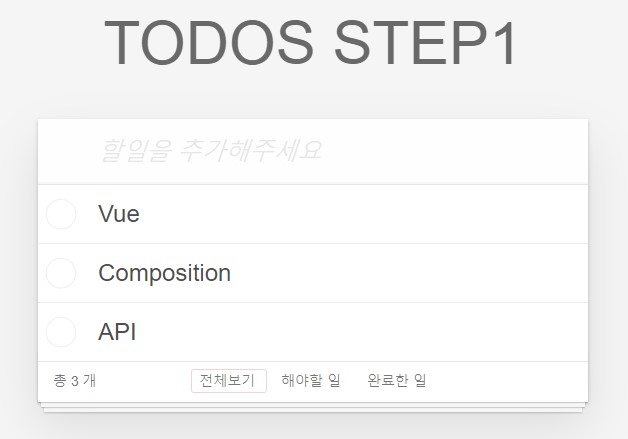 TODOS STEP1
할일을 추가해주세요
Vue
Composition
API
총 3 개 전체보기 해야할 일 완료한 일